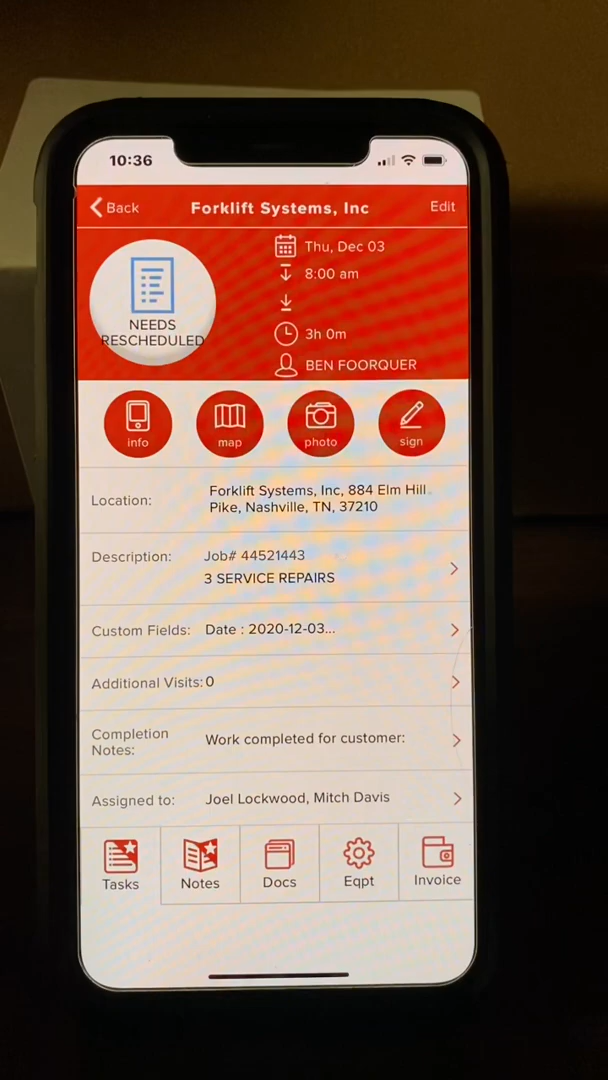 10:36
Back
Forklift Systems, Inc
Edit
NEEDS
RESCHEDULED
Thu, Dec 03
8:00 am
3h 0m
BEN FOORQUER
info
map
photo
sign
Location:
Forklift Systems, Inc, 884 Elm Hill
Pike, Nashville, TN, 37210
Description:
Job# 44521443
3 SERVICE REPAIRS
Custom Fields:
Date : 2020-12-03...
Additional Visits: 0
Completion
Notes:
Work completed for customer:
Assigned to:
Joel Lockwood, Mitch Davis
Tasks
Notes
Docs
Eqpt
Invoice